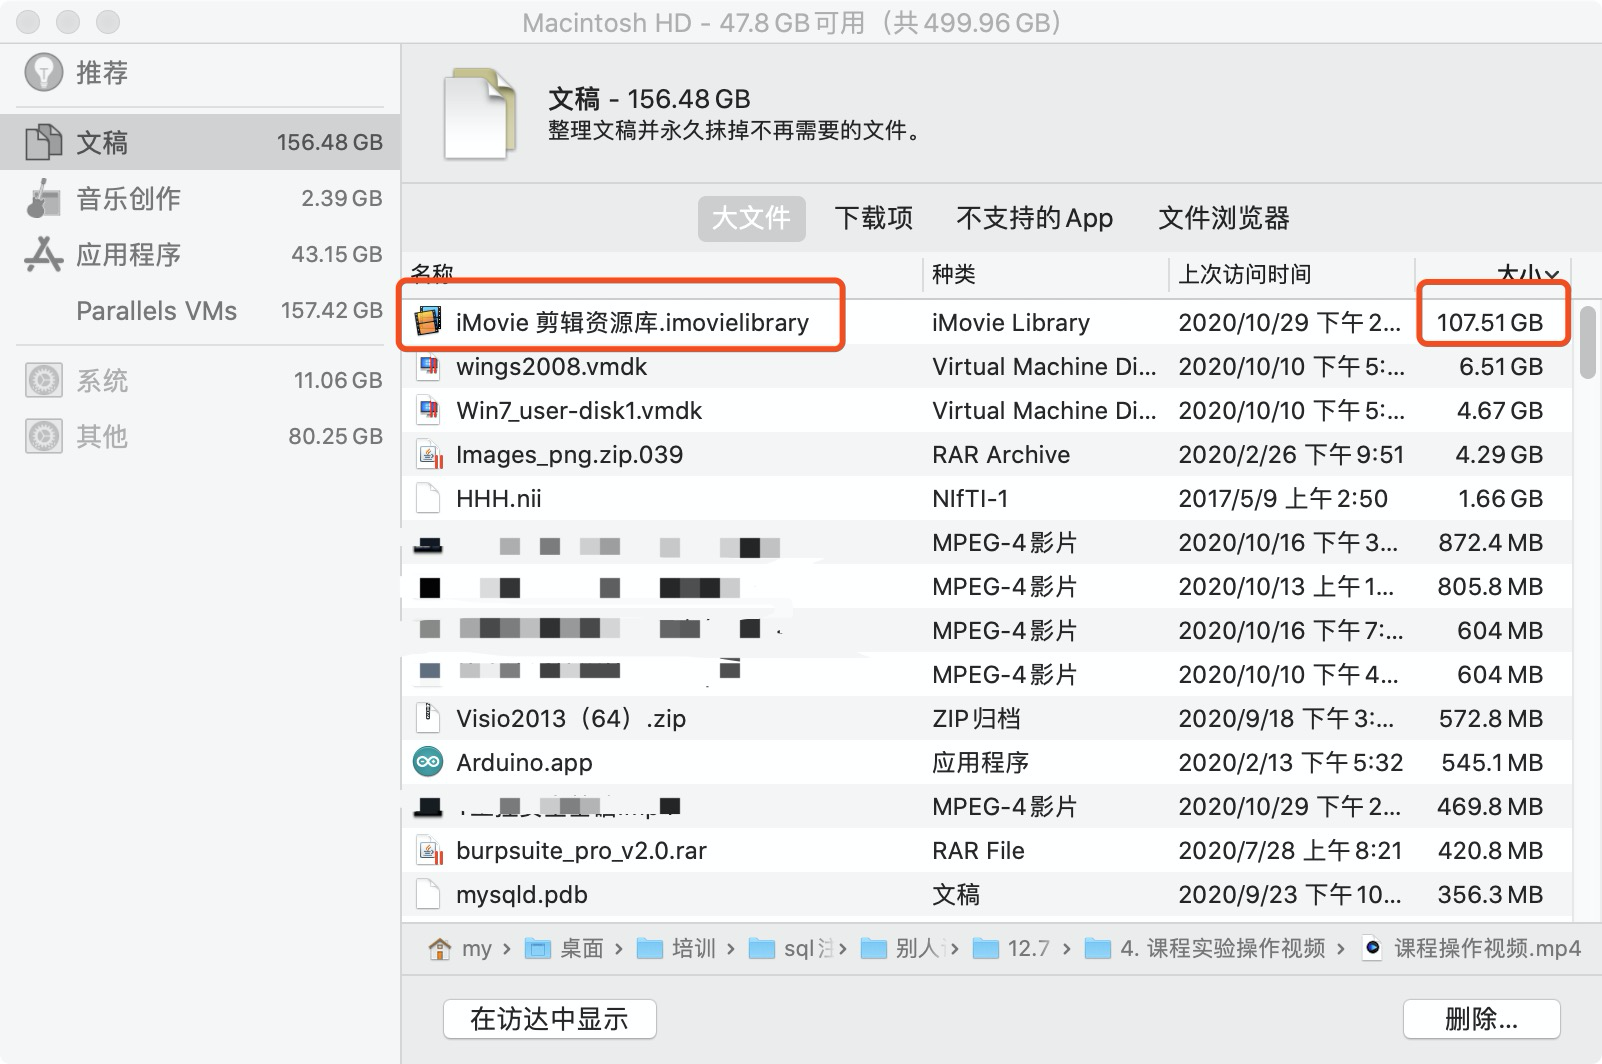 Macintosh HD – 47.8 GB 可用（共 499.96 GB）
推荐
文稿 156.48 GB
音乐创作 2.39 GB
应用程序 43.15 GB
Parallels VMs 157.42 GB
系统 11.06 GB
其他 80.25 GB
文稿 – 156.48 GB
整理文稿并永久抹掉不再需要的文件。
大文件 下载项 不支持的 App 文件浏览器
名称 种类 上次访问时间 大小
iMovie 剪辑资源库.imovielibrary iMovie Library 2020/10/29 下午 2... 107.51 GB
wings2008.vmdk Virtual Machine Di... 2020/10/10 下午 5:... 6.51 GB
Win7_user-disk1.vmdk Virtual Machine Di... 2020/10/10 下午 5:... 4.67 GB
Images_png.zip.039 RAR Archive 2020/2/26 下午 9:51 4.29 GB
HHH.nii NIfTI-1 2017/5/9 上午 2:50 1.66 GB
MPEG-4 影片 2020/10/16 下午 3... 872.4 MB
MPEG-4 影片 2020/10/13 上午 1... 805.8 MB
MPEG-4 影片 2020/10/16 下午 7:... 604 MB
MPEG-4 影片 2020/10/10 下午 4... 604 MB
Visio2013（64）.zip ZIP 归档 2020/9/18 下午 3:... 572.8 MB
Arduino.app 应用程序 2020/2/13 下午 5:32 545.1 MB
MPEG-4 影片 2020/10/29 下午 2... 469.8 MB
burpsuite_pro_v2.0.rar RAR File 2020/7/28 上午 8:21 420.8 MB
mysqld.pdb 文稿 2020/9/23 下午 10... 356.3 MB
my › 桌面 › 培训 › sql › 别人 › 12.7 › 4. 课程实验操作视频 › 课程操作视频.mp4
在访达中显示 删除...